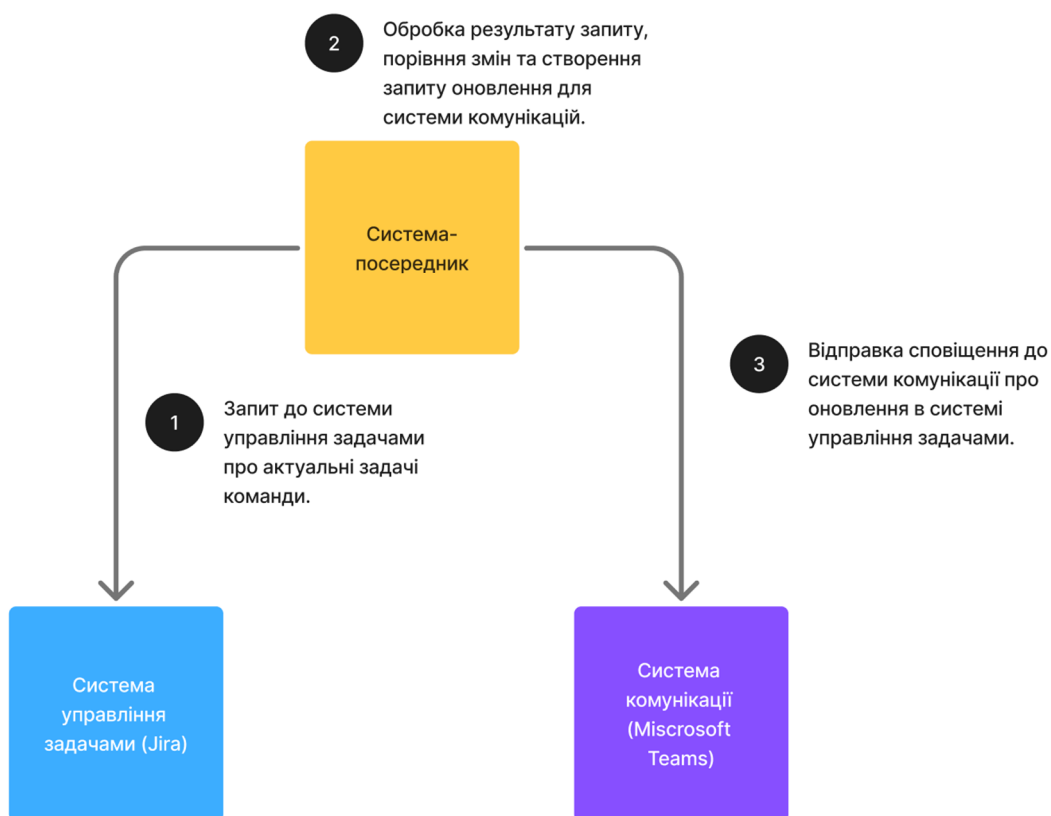 2
Обробка результату запиту,
порівння змін та створення
запиту оновлення для
системи комунікацій.
Система-
посередник
1
Запит до системи
управління задачами
про актуальні задачі
команди.
3
Відправка сповіщення до
системи комунікації про
оновлення в системі
управління задачами.
Система
управління
задачами (Jira)
Система
комунікації
(Miscrosoft
Teams)